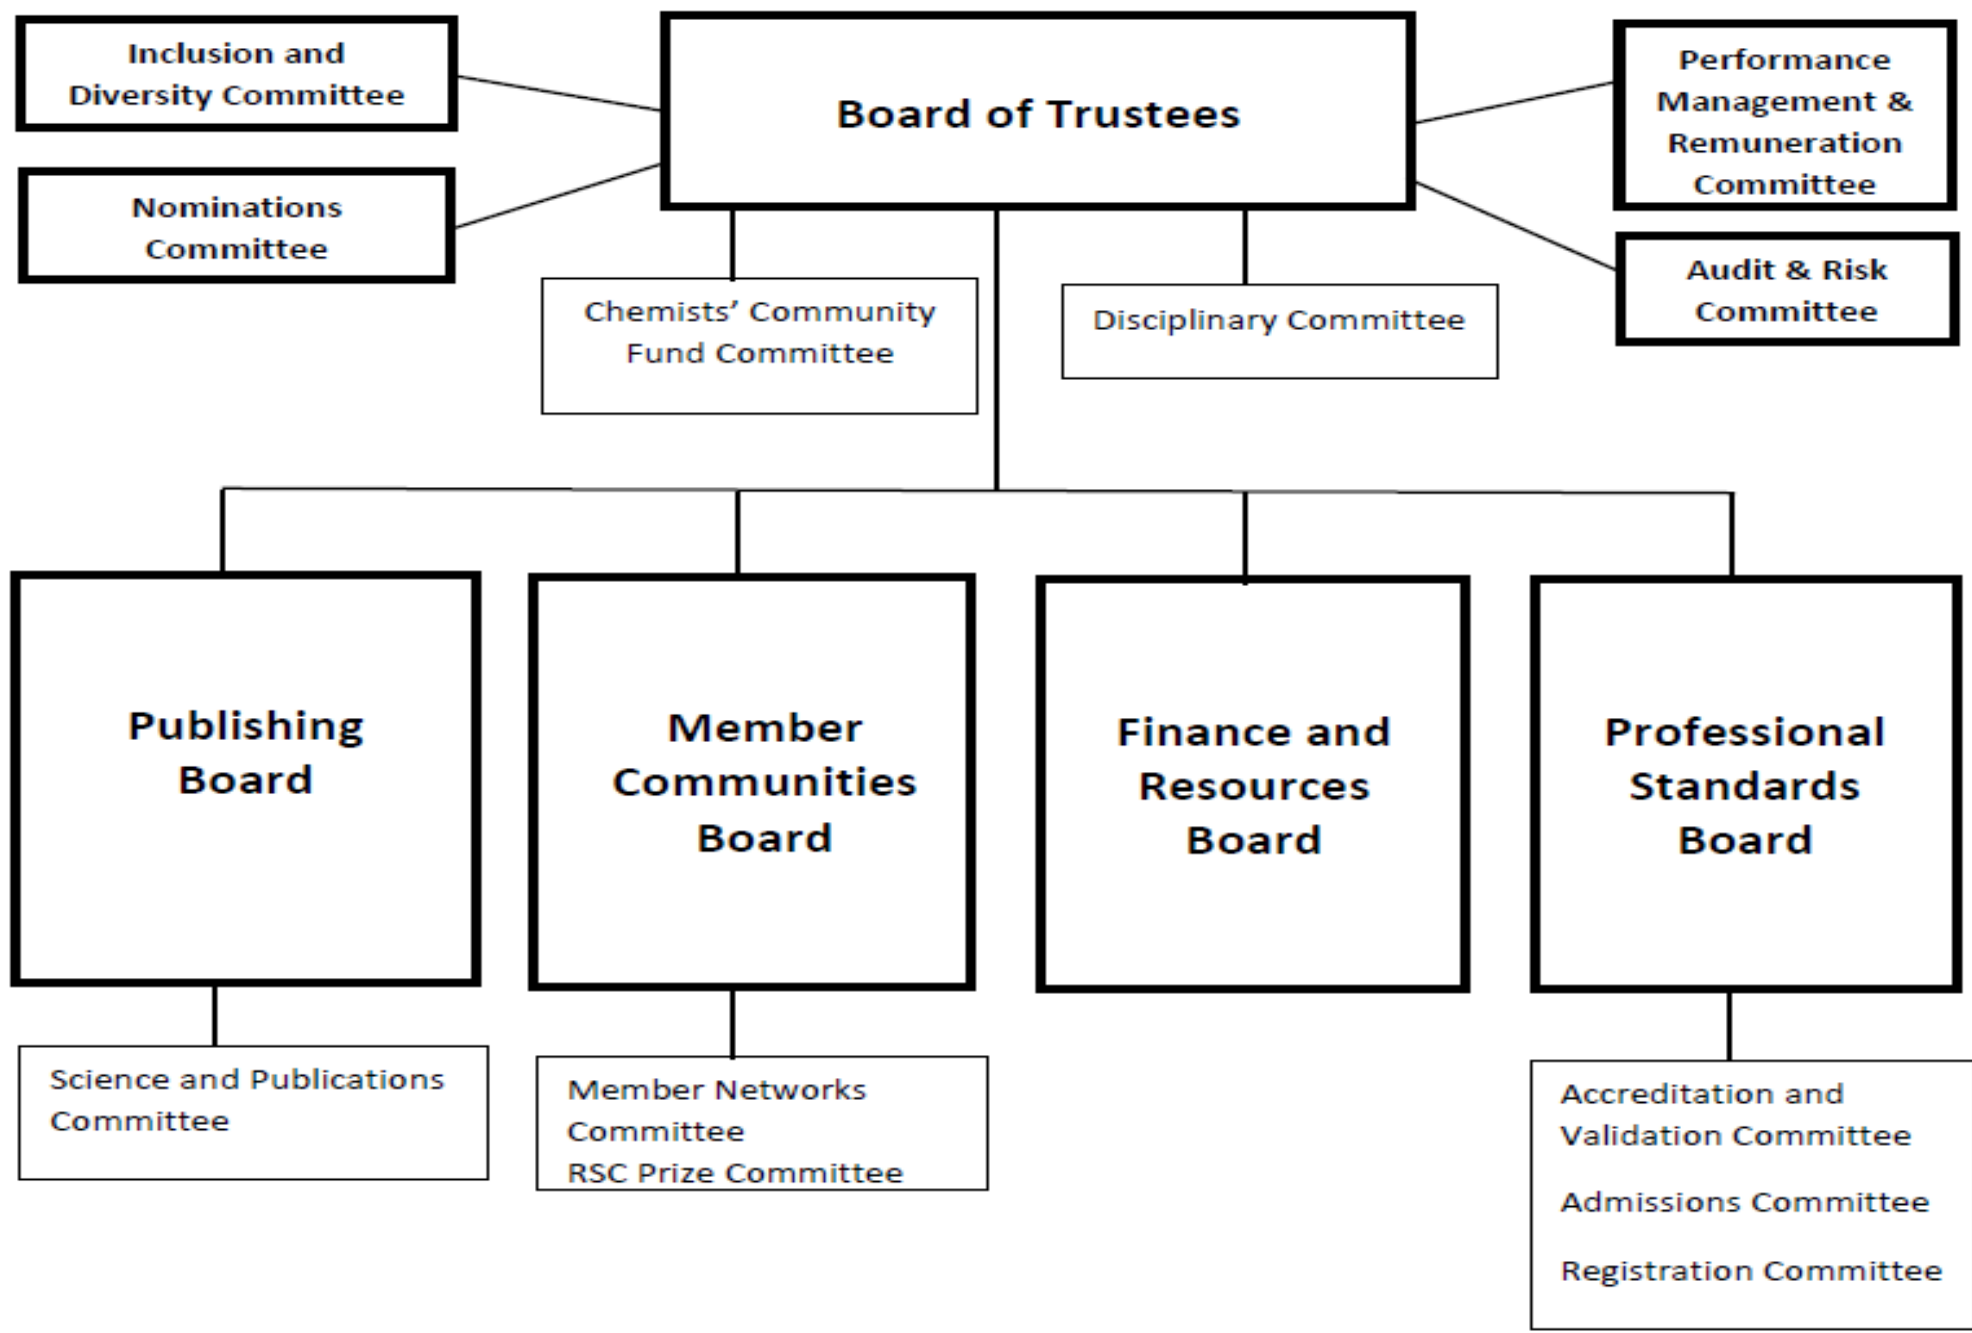 Inclusion and
Diversity Committee
Board of Trustees
Performance
Management &
Remuneration
Committee
Nominations
Committee
Audit & Risk
Committee
Chemists’ Community
Fund Committee
Disciplinary Committee
Publishing
Board
Member
Communities
Board
Finance and
Resources
Board
Professional
Standards
Board
Science and Publications
Committee
Member Networks
Committee
RSC Prize Committee
Accreditation and
Validation Committee
Admissions Committee
Registration Committee